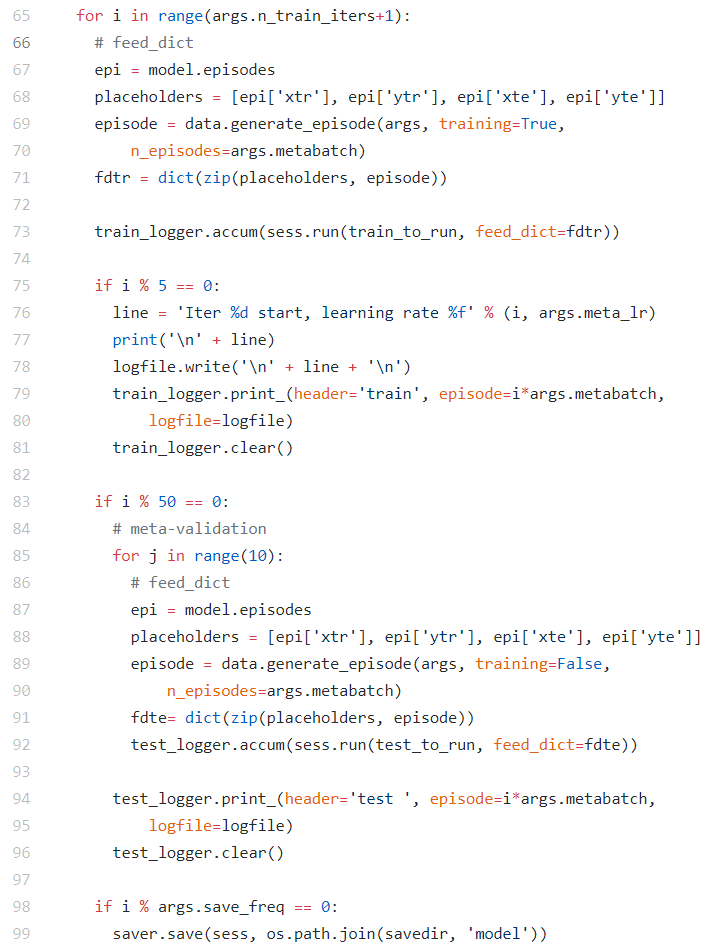 65 for i in range(args.n_train_iters+1):
66 # feed_dict
67 epi = model.episodes
68 placeholders = [epi['xtr'], epi['ytr'], epi['xte'], epi['yte']]
69 episode = data.generate_episode(args, training=True,
70 n_episodes=args.metabatch)
71 fdtr = dict(zip(placeholders, episode))
72
73 train_logger.accum(sess.run(train_to_run, feed_dict=fdtr))
74
75 if i % 5 == 0:
76 line = 'Iter %d start, learning rate %f' % (i, args.meta_lr)
77 print('\n' + line)
78 logfile.write('\n' + line + '\n')
79 train_logger.print_(header='train', episode=i*args.metabatch,
80 logfile=logfile)
81 train_logger.clear()
82
83 if i % 50 == 0:
84 # meta-validation
85 for j in range(10):
86 # feed_dict
87 epi = model.episodes
88 placeholders = [epi['xtr'], epi['ytr'], epi['xte'], epi['yte']]
89 episode = data.generate_episode(args, training=False,
90 n_episodes=args.metabatch)
91 fdte= dict(zip(placeholders, episode))
92 test_logger.accum(sess.run(test_to_run, feed_dict=fdte))
93
94 test_logger.print_(header='test ', episode=i*args.metabatch,
95 logfile=logfile)
96 test_logger.clear()
97
98 if i % args.save_freq == 0:
99 saver.save(sess, os.path.join(savedir, 'model'))